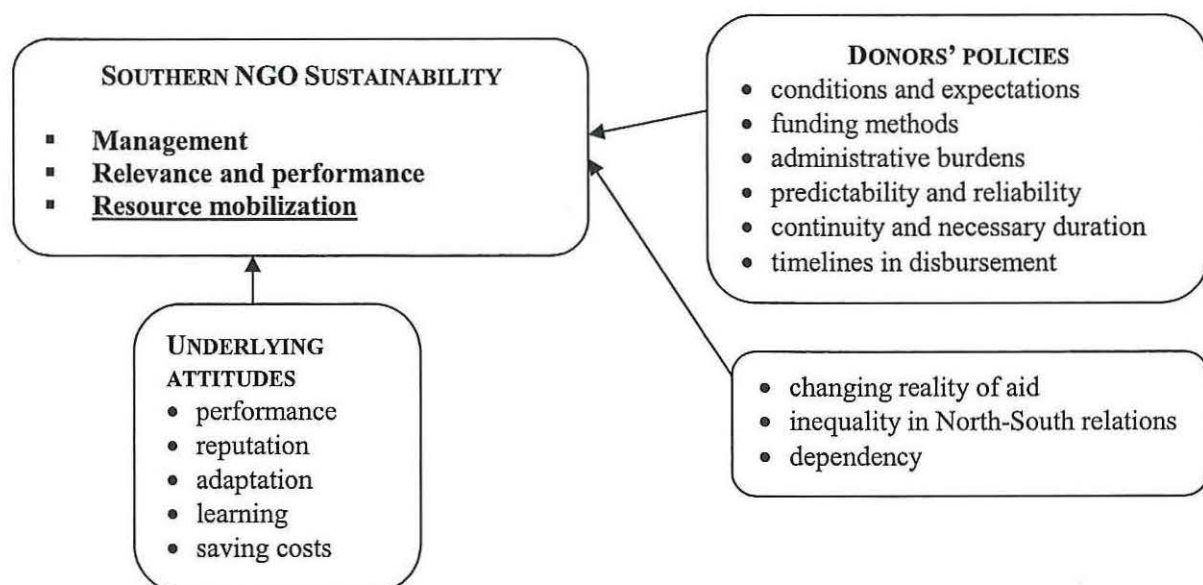 SOUTHERN NGO SUSTAINABILITY
▪ Management
▪ Relevance and performance
▪ Resource mobilization
DONORS' POLICIES
• conditions and expectations
• funding methods
• administrative burdens
• predictability and reliability
• continuity and necessary duration
• timelines in disbursement
UNDERLYING
ATTITUDES
• performance
• reputation
• adaptation
• learning
• saving costs
• changing reality of aid
• inequality in North-South relations
• dependency